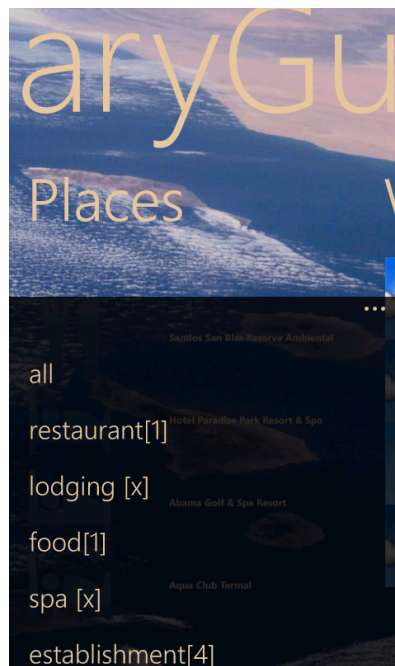 aryGu
Places
...
Sandos San Blas Reserva Ambiental
all
Hotel Paradise Park Resort & Spa
restaurant[1]
lodging [x]
Abama Golf & Spa Resort
food[1]
Aqua Club Termal
spa [x]
establishment[4]